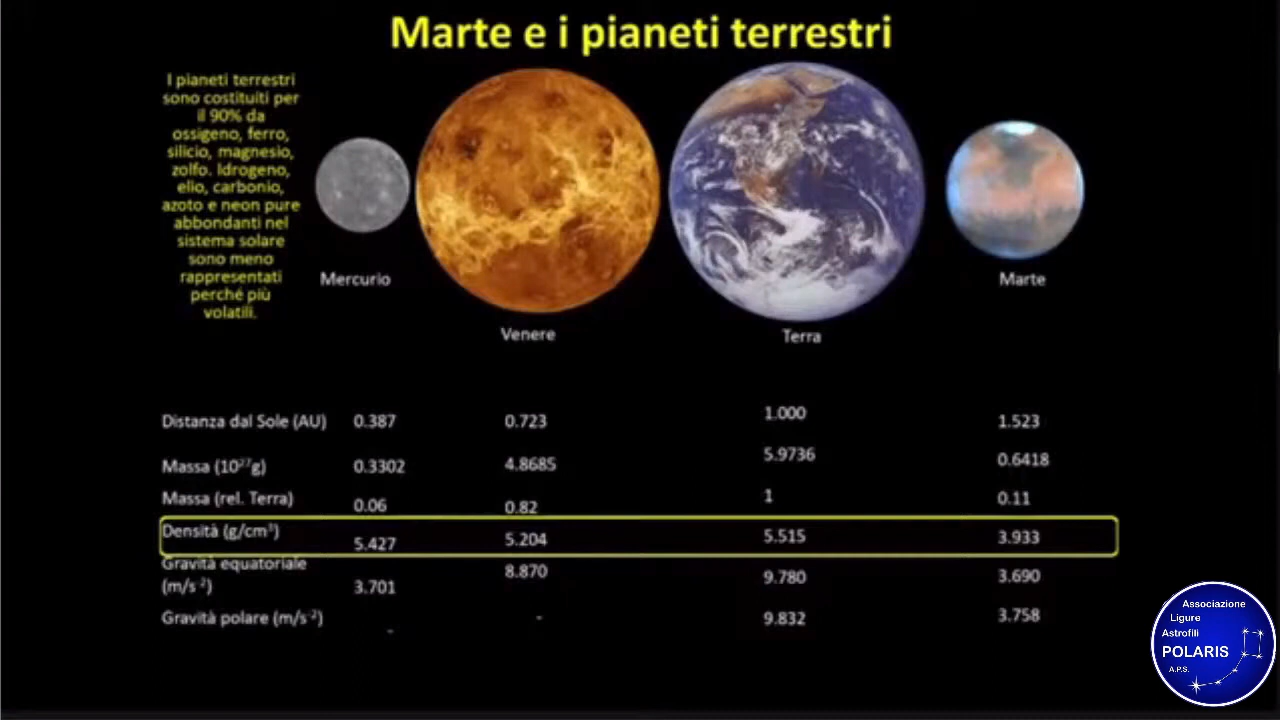 Marte e i pianeti terrestri
I pianeti terrestri
sono costituiti per
il 90% da
ossigeno, ferro,
silicio, magnesio,
zolfo. Idrogeno,
elio, carbonio,
azoto e neon pure
abbondanti nel
sistema solare
sono meno
rappresentati
perché più
volatili.
Mercurio
Venere
Terra
Marte
Distanza dal Sole (AU) 0.387 0.723 1.000 1.523
Massa (10²⁷g) 0.3302 4.8685 5.9736 0.6418
Massa (rel. Terra) 0.06 0.82 1 0.11
Densità (g/cm³) 5.427 5.204 5.515 3.933
Gravità equatoriale
(m/s⁻²) 3.701 8.870 9.780 3.690
Gravità polare (m/s⁻²) - - 9.832 3.758
Associazione
Ligure
Astrofili
POLARIS
A.P.S.